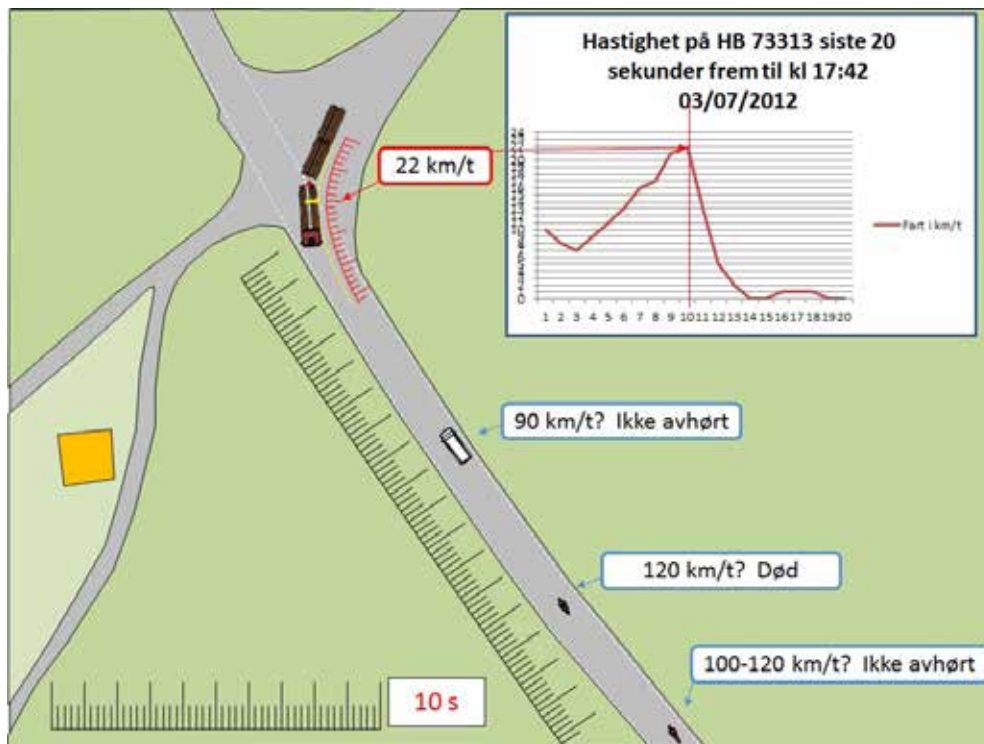 Hastighet på HB 73313 siste 20
sekunder frem til kl 17:42
03/07/2012
22 km/t
Fart i km/t
0
1 2 3 4 5 6 7 8 9 10 11 12 13 14 15 16 17 18 19 20
90 km/t? Ikke avhørt
120 km/t? Død
100-120 km/t? Ikke avhørt
10 s